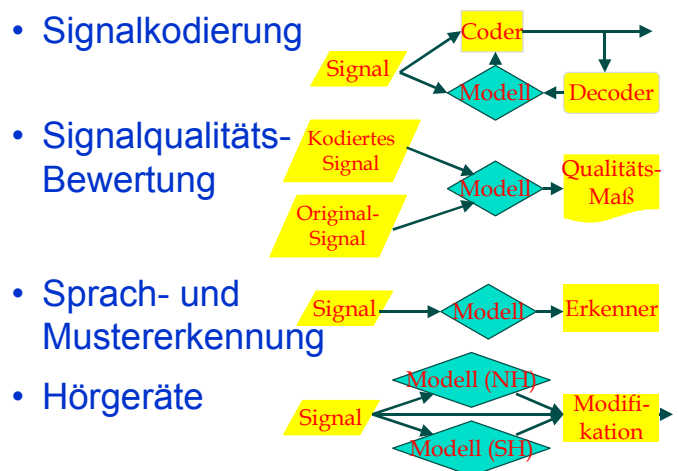 • Signalkodierung
Coder
Signal
Modell
Decoder
• Signalqualitäts-
Bewertung
Kodiertes
Signal
Original-
Signal
Modell
Qualitäts-
Maß
• Sprach- und
Mustererkennung
Signal
Modell
Erkenner
• Hörgeräte
Signal
Modell (NH)
Modell (SH)
Modifi-
kation